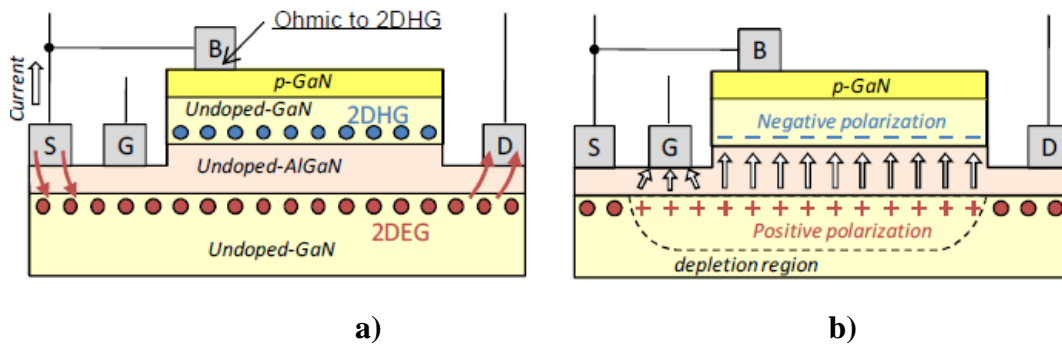 Ohmic to 2DHG
B
p-GaN
Current
Undoped-GaN
2DHG
S
G
D
Undoped-AlGaN
2DEG
Undoped-GaN
a)
B
p-GaN
Negative polarization
S
G
D
Positive polarization
depletion region
b)